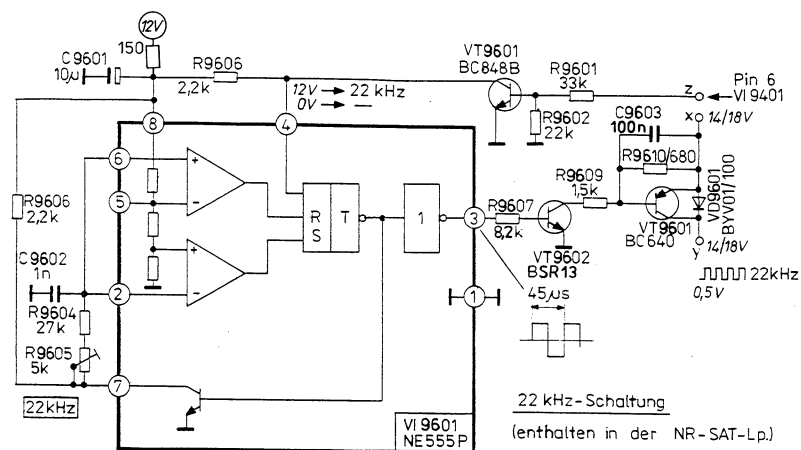 12V
150
C9601
10µ
R9606
2,2k
12V → 22 kHz
0V → —
VT9601
BC848B
R9601
33k
Z
Pin 6
VI 9401
R9602
22k
C9603
100n
x
14/18V
R9610/680
8
4
6
5
2
7
3
1
+
−
+
−
R
S
T
1
R9606
2,2k
C9602
1n
R9604
27k
R9605
5k
22kHz
R9607
8,2k
R9609
1,5k
VT9602
BSR13
VT9601
BC640
VD9601
BYV01/100
y
14/18V
22kHz
0,5V
45µs
VI 9601
NE555P
22 kHz-Schaltung
(enthalten in der NR-SAT-Lp.)